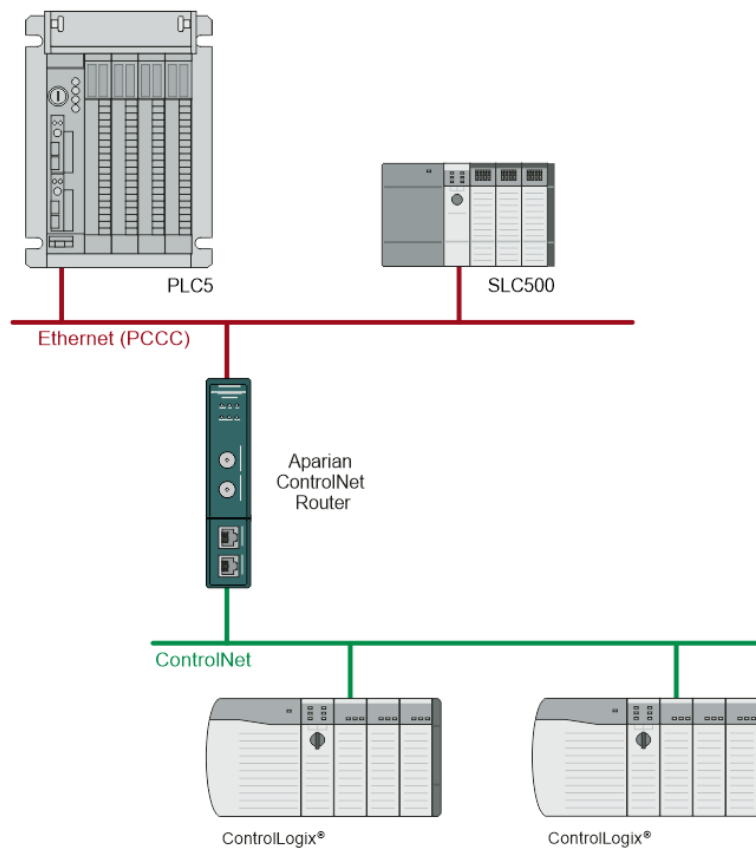 PLC5
SLC500
Ethernet (PCCC)
Aparian
ControlNet
Router
ControlNet
ControlLogix®
ControlLogix®